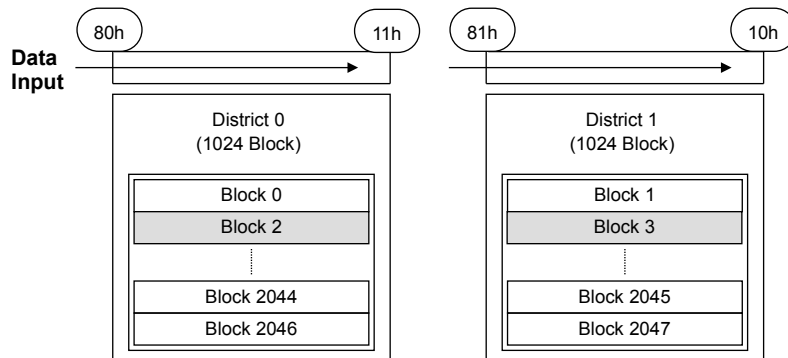 80h
11h
81h
10h
Data
Input
District 0
(1024 Block)
Block 0
Block 2
Block 2044
Block 2046
District 1
(1024 Block)
Block 1
Block 3
Block 2045
Block 2047